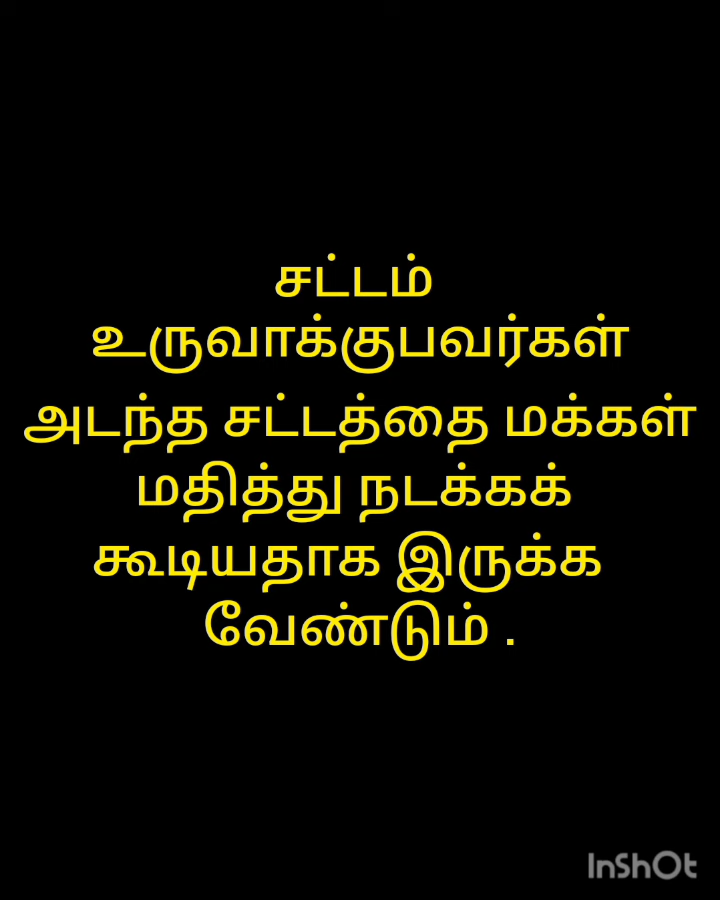 சட்டம்
உருவாக்குபவர்கள்
அடந்த சட்டத்தை மக்கள்
மதித்து நடக்கக்
கூடியதாக இருக்க
வேண்டும் .
InShOt